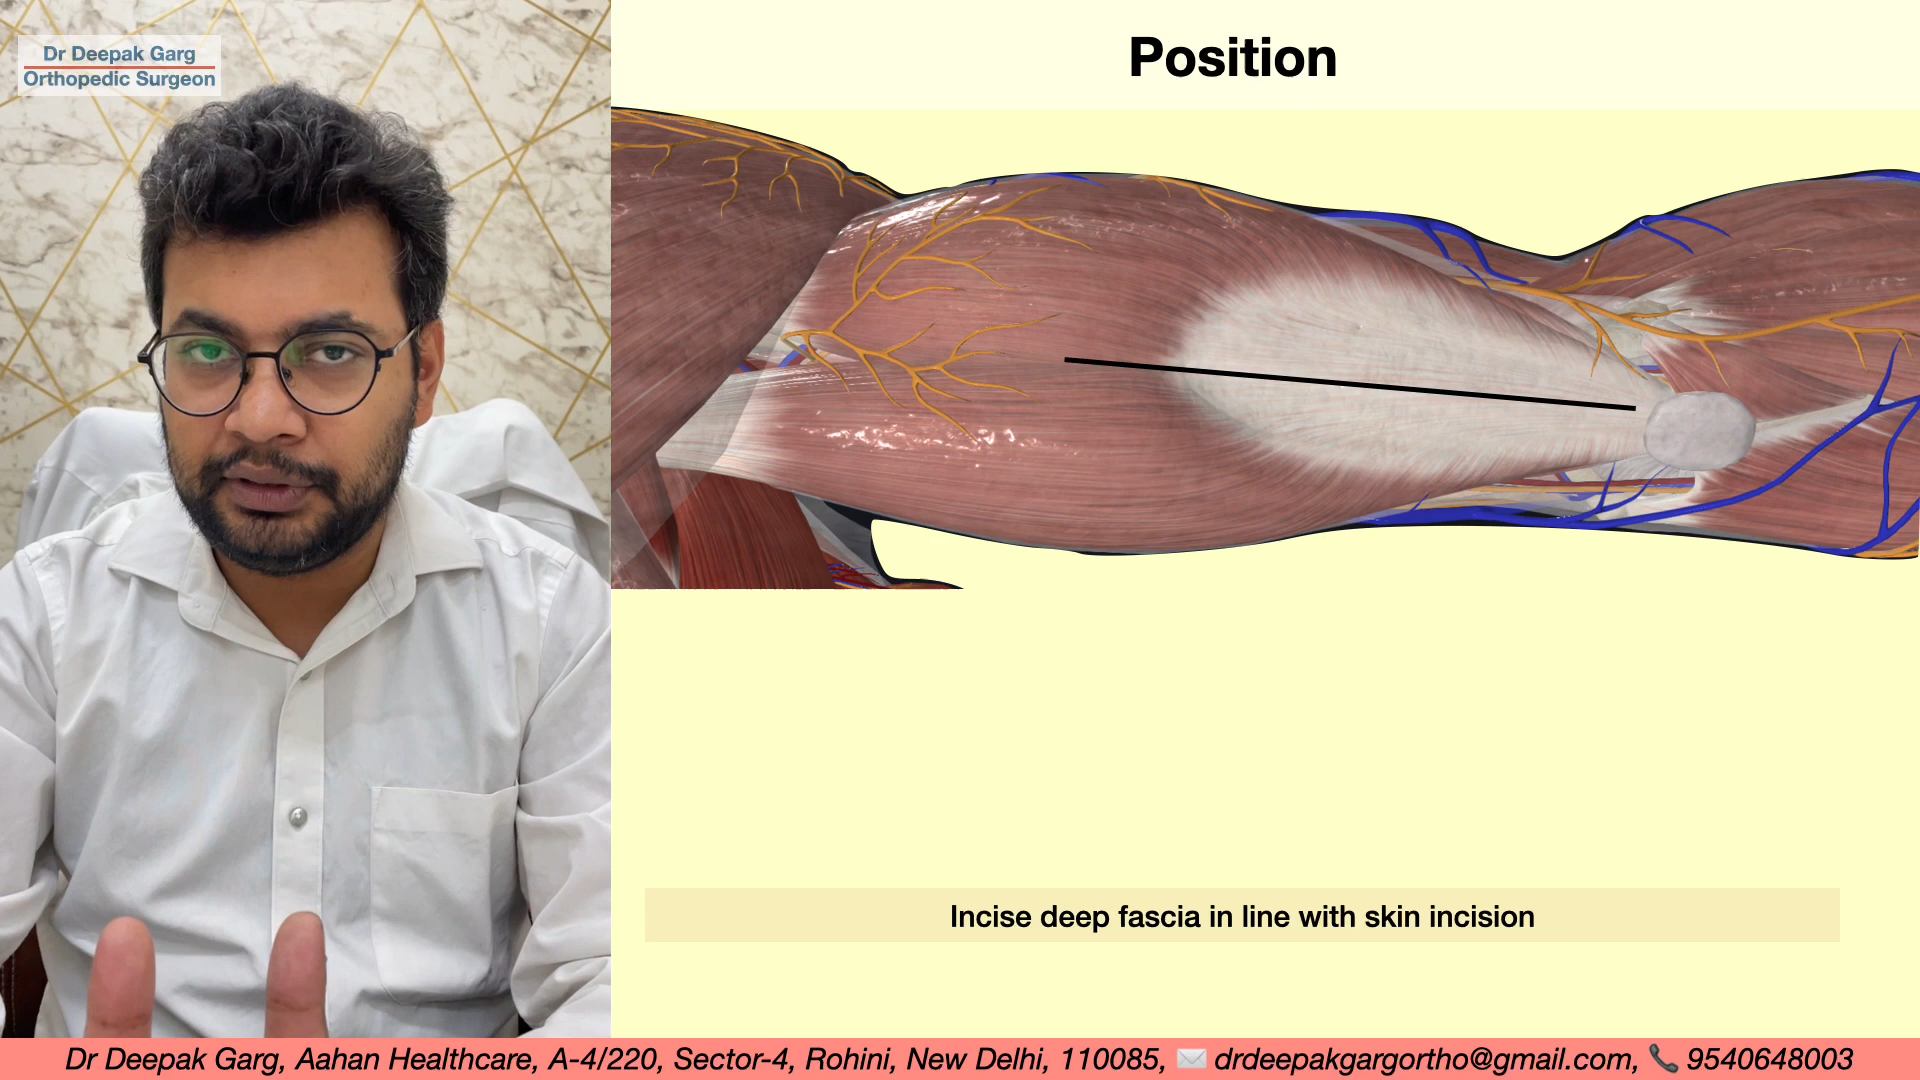 Dr Deepak Garg
Orthopedic Surgeon
Position
Incise deep fascia in line with skin incision
Dr Deepak Garg, Aahan Healthcare, A-4/220, Sector-4, Rohini, New Delhi, 110085, ✉️ drdeepakgargortho@gmail.com, 📞 9540648003